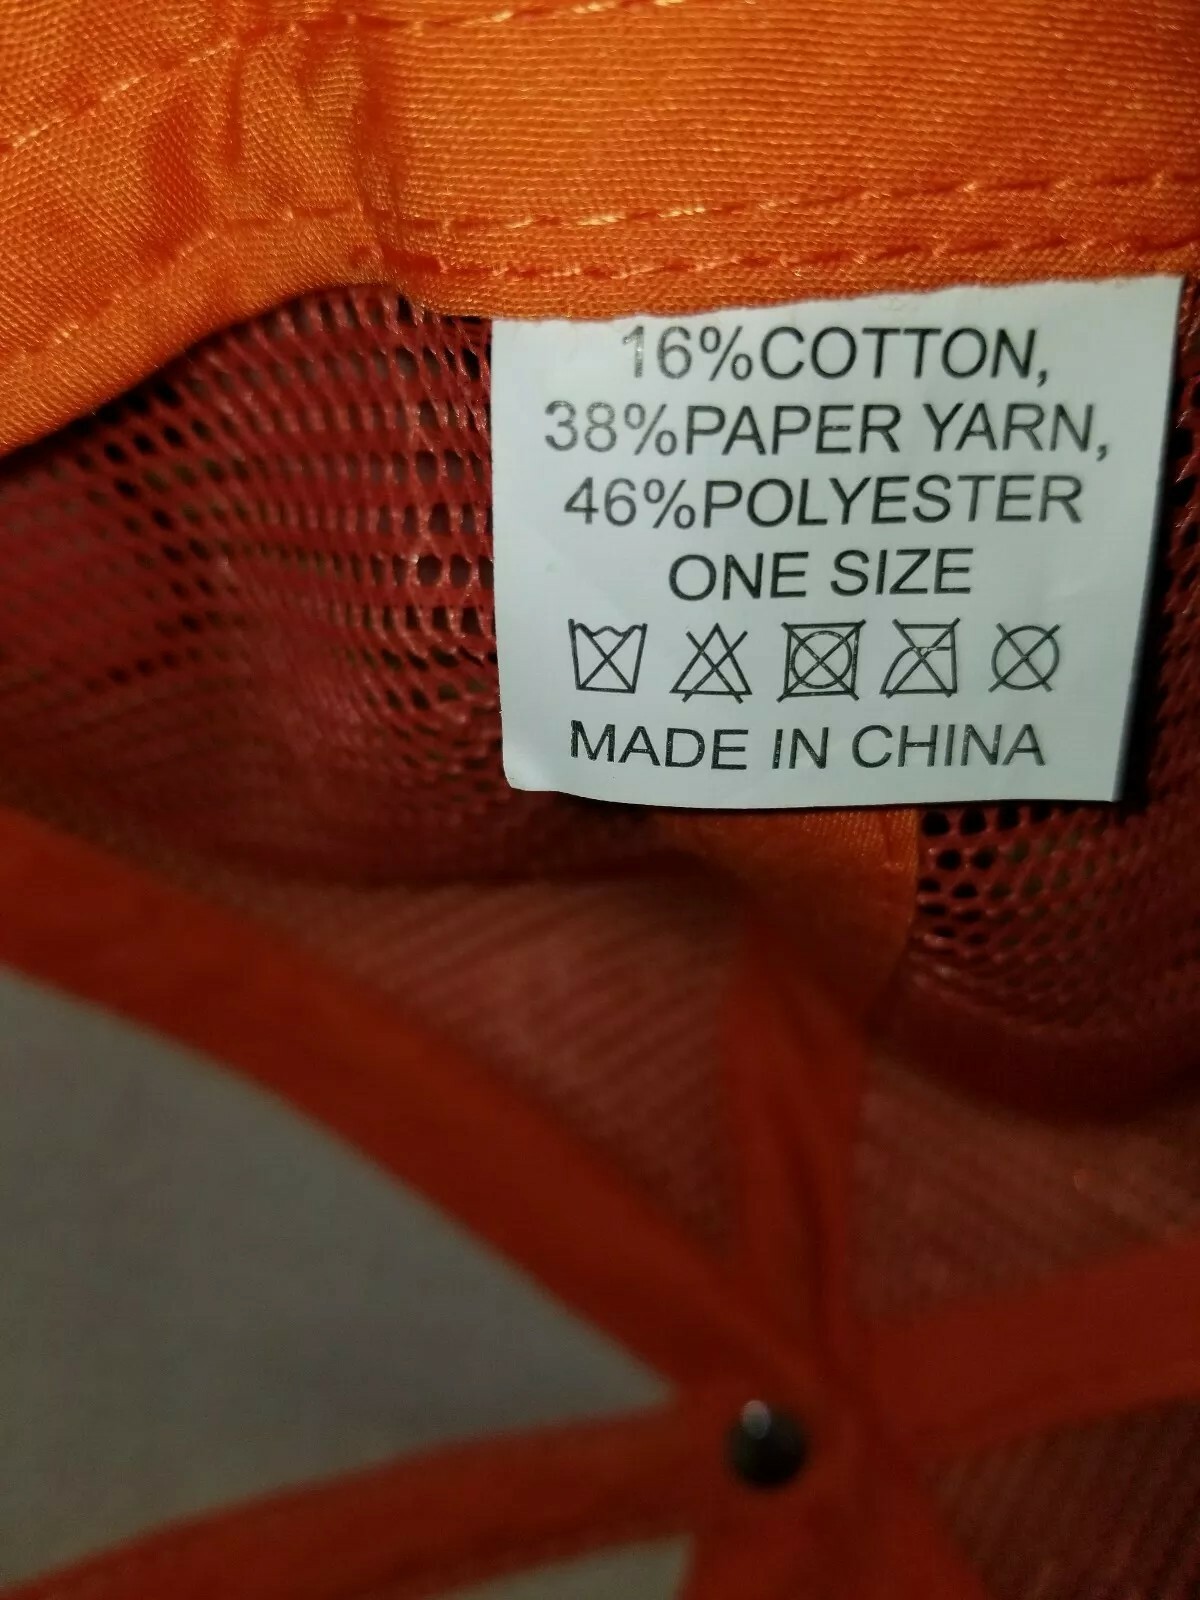 16%COTTON,
38%PAPER YARN,
46%POLYESTER
ONE SIZE
MADE IN CHINA